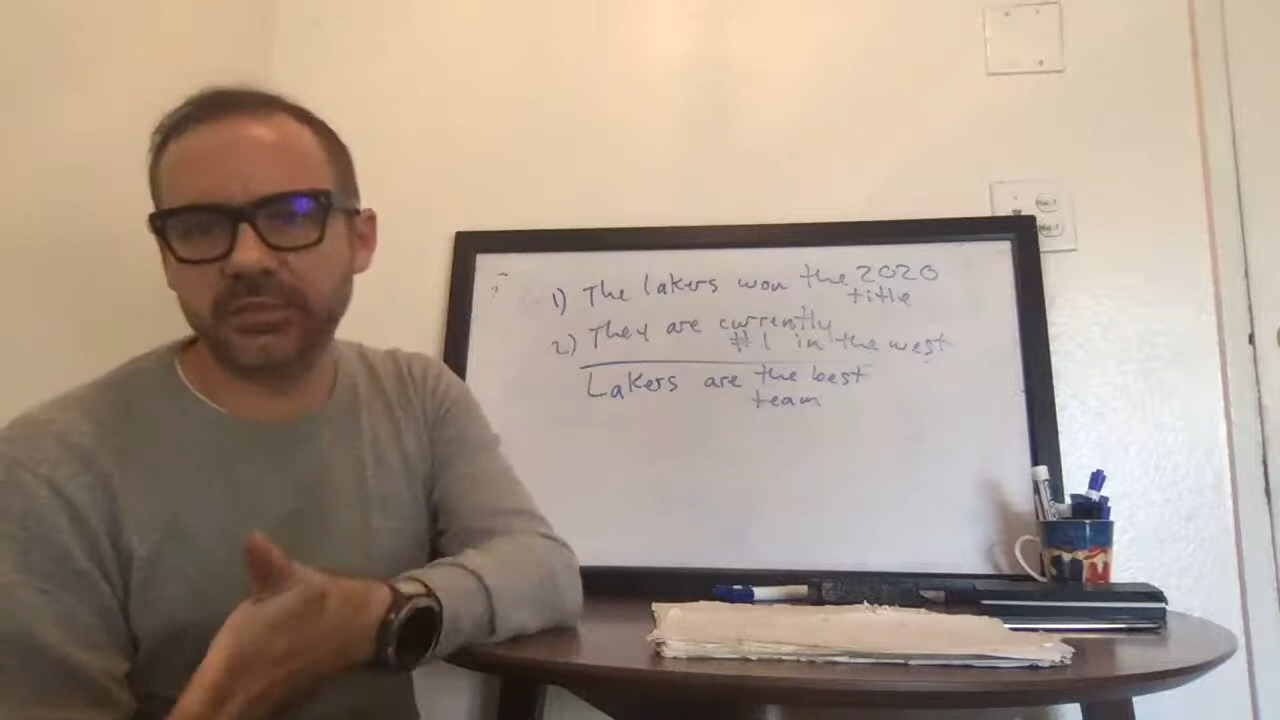 1) The Lakers won the 2020
title
2) They are currently
#1 in the west
Lakers are the best
team